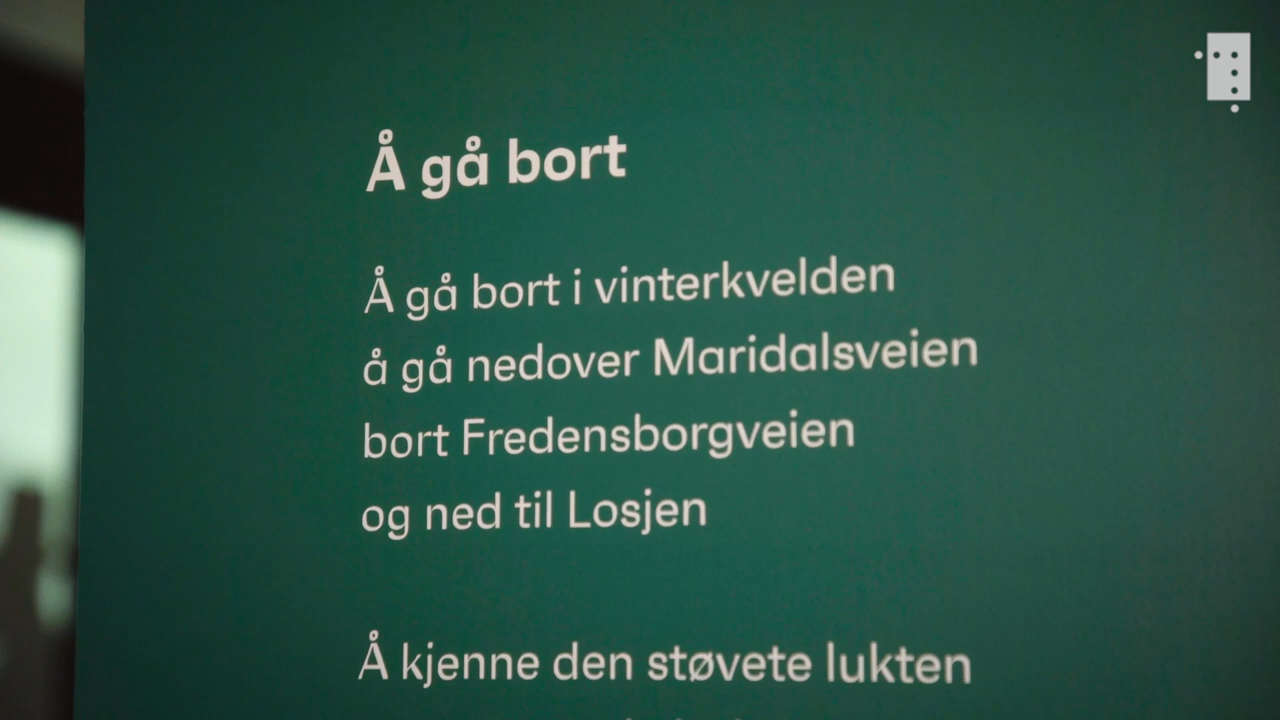 Å gå bort
Å gå bort i vinterkvelden
å gå nedover Maridalsveien
bort Fredensborgveien
og ned til Losjen
Å kjenne den støvete lukten